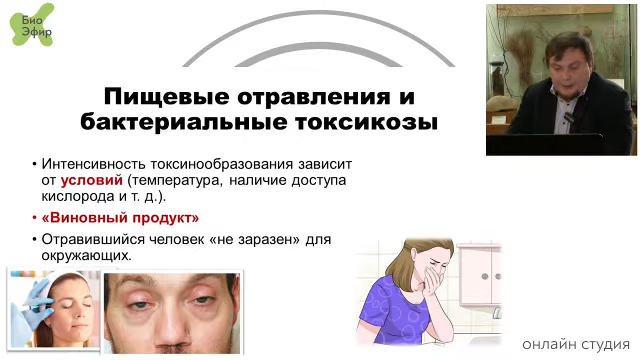 Био
Эфир
Пищевые отравления и
бактериальные токсикозы
• Интенсивность токсинообразования зависит
от условий (температура, наличие доступа
кислорода и т. д.).
• «Виновный продукт»
• Отравившийся человек «не заразен» для
окружающих.
онлайн студия